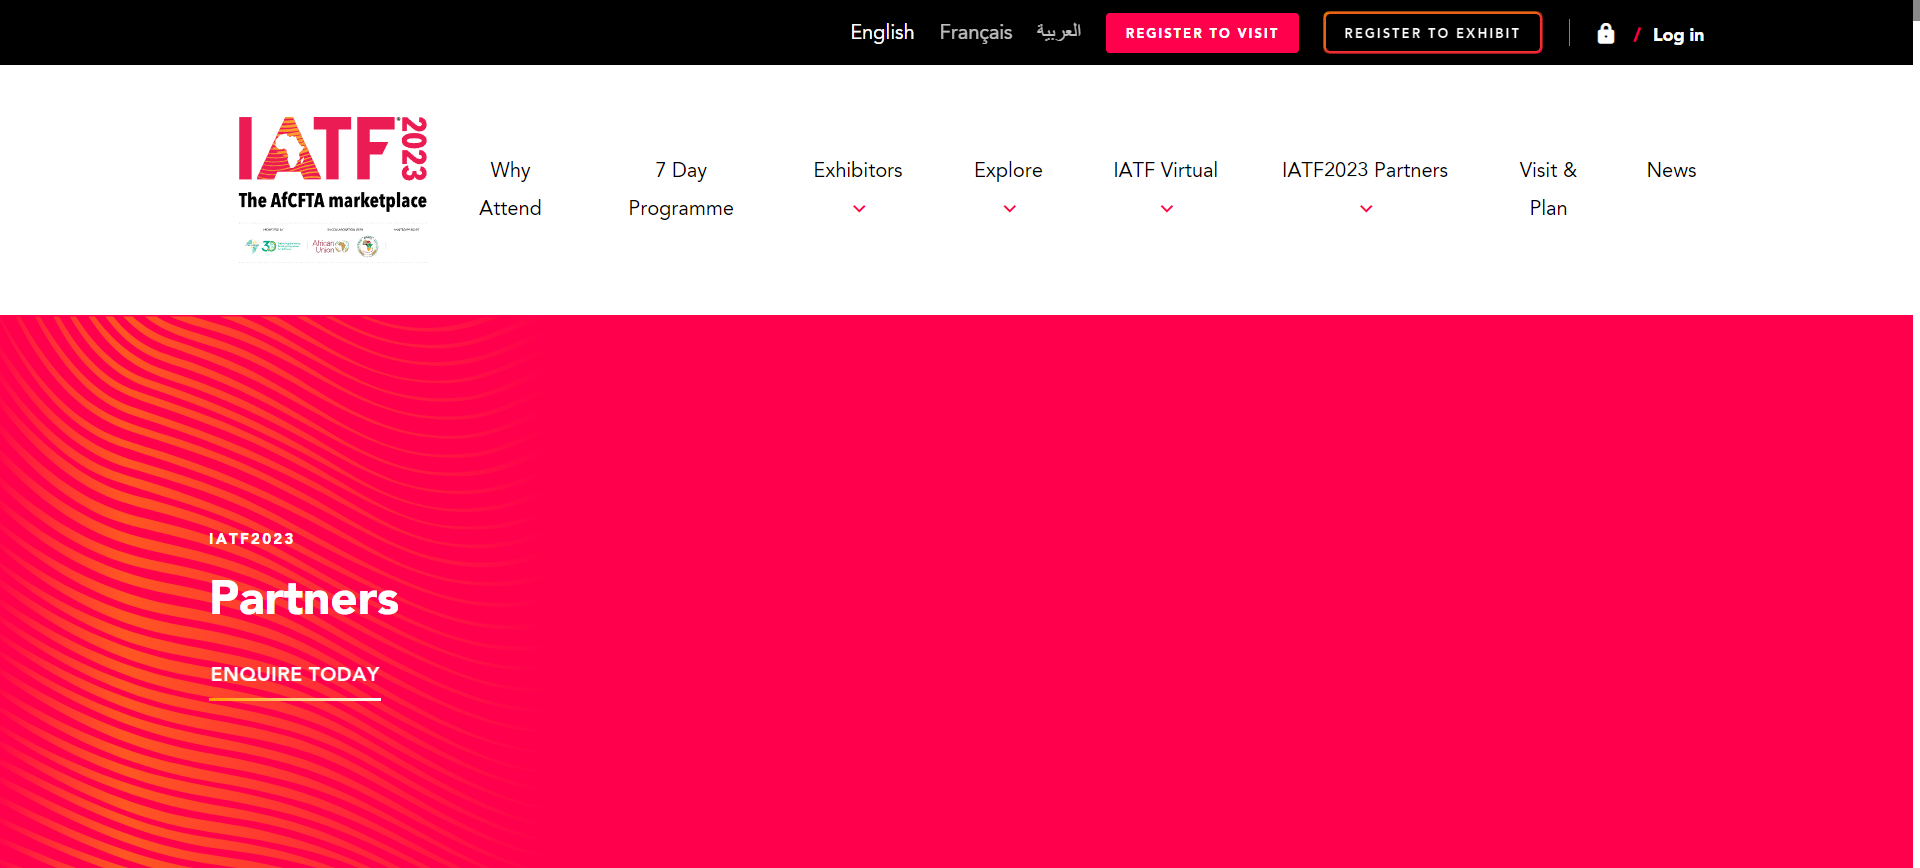 English Français العربية REGISTER TO VISIT REGISTER TO EXHIBIT / Log in
IATF 2023
The AfCFTA marketplace
African
Union
Why
Attend
7 Day
Programme
Exhibitors
Explore
IATF Virtual
IATF2023 Partners
Visit &
Plan
News
IATF2023
Partners
ENQUIRE TODAY